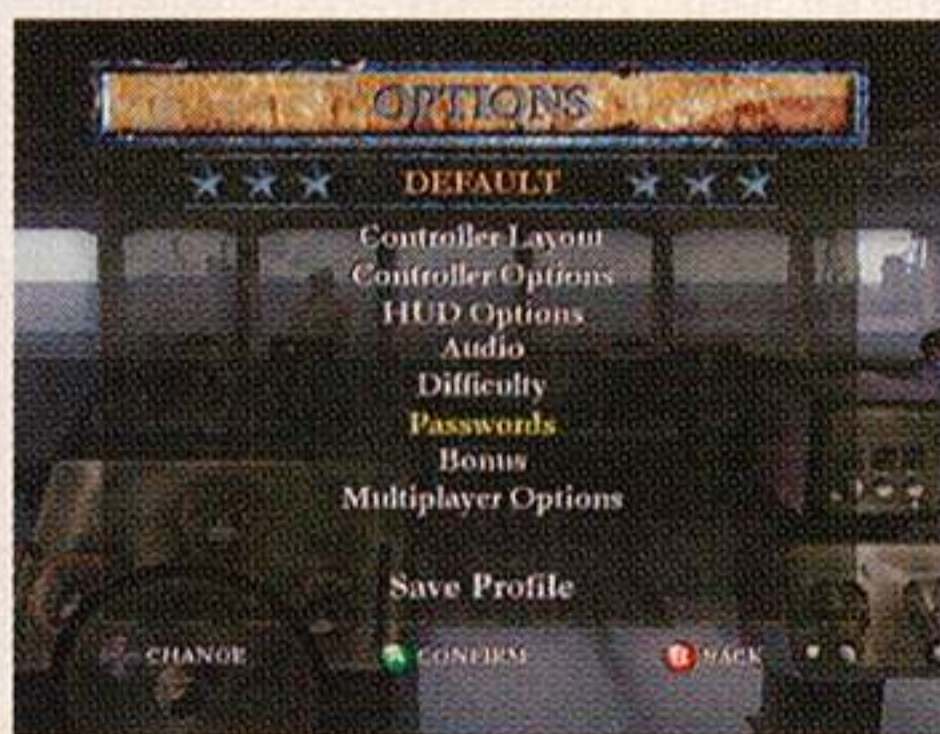 OPTIONS
DEFAULT
Controller Layout
Controller Options
HUD Options
Audio
Difficulty
Passwords
Bonus
Multiplayer Options
Save Profile
CHANGE A CONFIRM B BACK